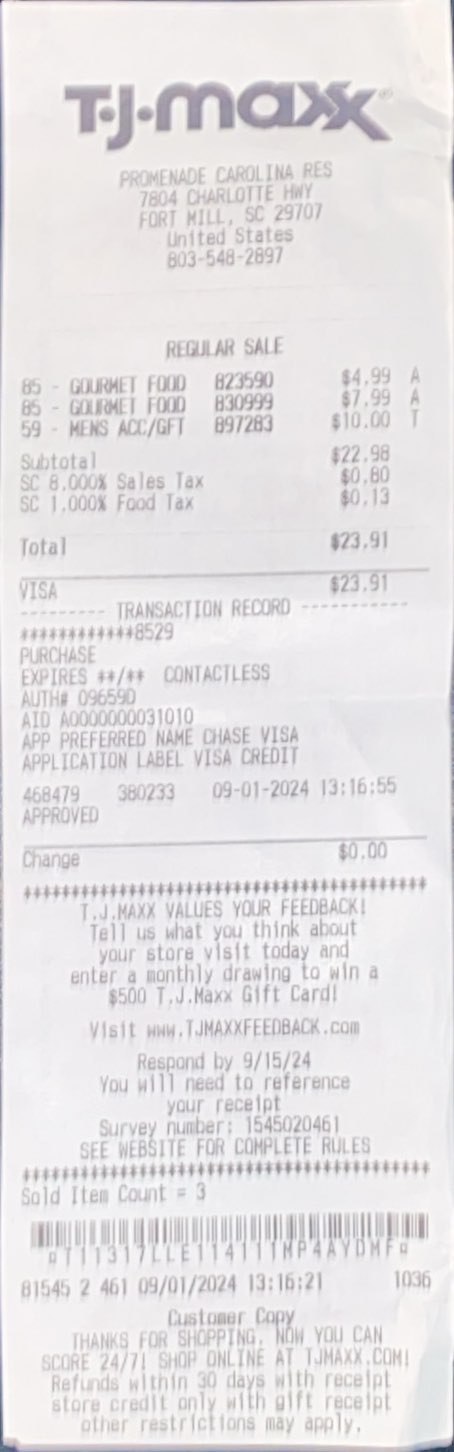 T·J·maxx®
PROMENADE CAROLINA RES
7804 CHARLOTTE HWY
FORT MILL, SC 29707
United States
803-548-2897
REGULAR SALE
85 - GOURMET FOOD 823590 $4.99 A
85 - GOURMET FOOD 830999 $7.99 A
59 - MENS ACC/GFT 897283 $10.00 T
Subtotal $22.98
SC 8.000% Sales Tax $0.80
SC 1.000% Food Tax $0.13
Total $23.91
VISA $23.91
--------- TRANSACTION RECORD -----------
************8529
PURCHASE
EXPIRES **/** CONTACTLESS
AUTH# 09659D
AID A0000000031010
APP PREFERRED NAME CHASE VISA
APPLICATION LABEL VISA CREDIT
468479 380233 09-01-2024 13:16:55
APPROVED
Change $0.00
********************************************
T.J.MAXX VALUES YOUR FEEDBACK!
Tell us what you think about
your store visit today and
enter a monthly drawing to win a
$500 T.J.Maxx Gift Card!
Visit www.TJMAXXFEEDBACK.com
Respond by 9/15/24
You will need to reference
your receipt
Survey number: 1545020461
SEE WEBSITE FOR COMPLETE RULES
********************************************
Sold Item Count = 3
¤T11317LLE114111MP4AYDMF¤
81545 2 461 09/01/2024 13:16:21 1036
Customer Copy
THANKS FOR SHOPPING. NOW YOU CAN
SCORE 24/7! SHOP ONLINE AT TJMAXX.COM!
Refunds within 30 days with receipt
store credit only with gift receipt
other restrictions may apply.